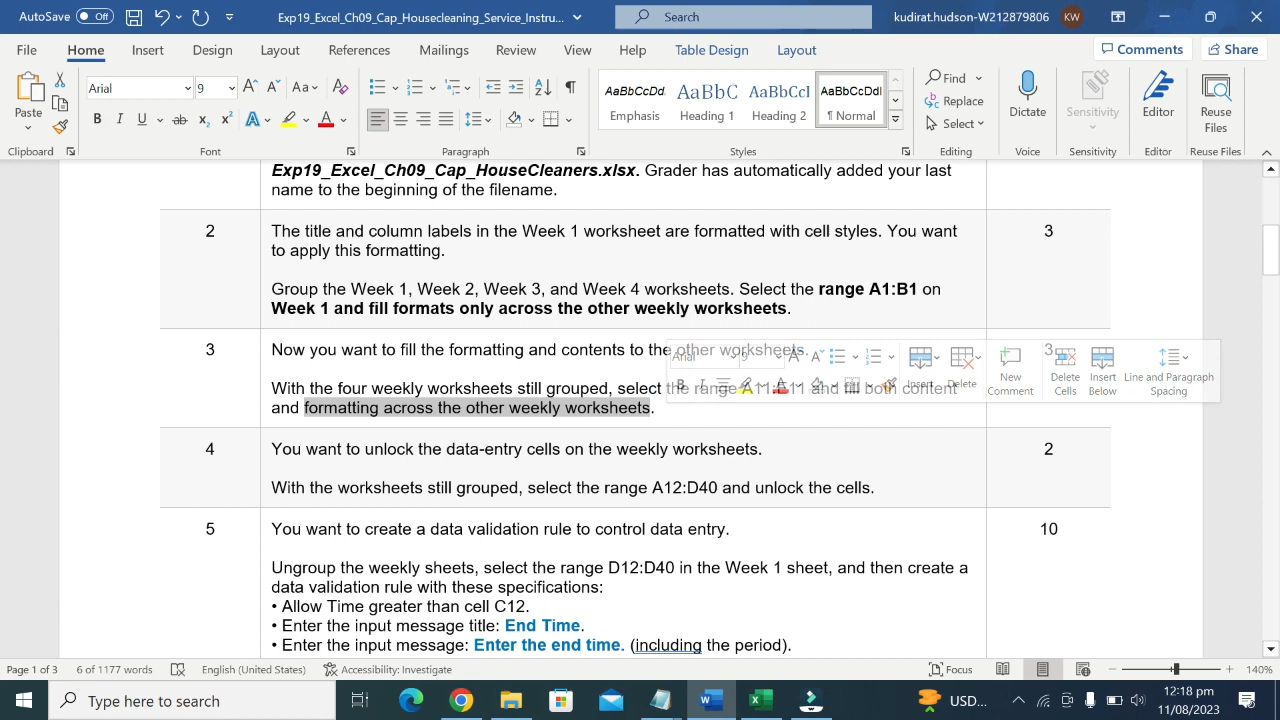 AutoSave Off Exp19_Excel_Ch09_Cap_Housecleaning_Service_Instru... Search kudirat.hudson-W212879806 KW
File Home Insert Design Layout References Mailings Review View Help Table Design Layout Comments Share
Paste Arial 9 Aa AaBbCcDd AaBbC AaBbCcI AaBbCcDdI Find Replace Select Dictate Sensitivity Editor Reuse Files
Emphasis Heading 1 Heading 2 ¶ Normal
Clipboard Font Paragraph Styles Editing Voice Sensitivity Editor Reuse Files
Exp19_Excel_Ch09_Cap_HouseCleaners.xlsx. Grader has automatically added your last
name to the beginning of the filename.
2 The title and column labels in the Week 1 worksheet are formatted with cell styles. You want 3
to apply this formatting.
Group the Week 1, Week 2, Week 3, and Week 4 worksheets. Select the range A1:B1 on
Week 1 and fill formats only across the other weekly worksheets.
3 Now you want to fill the formatting and contents to the other worksheets. 3
With the four weekly worksheets still grouped, select the range A11:E11 and fill both content
and formatting across the other weekly worksheets.
Arial 9 Insert Delete New Comment Delete Cells Insert Below Line and Paragraph Spacing
4 You want to unlock the data-entry cells on the weekly worksheets. 2
With the worksheets still grouped, select the range A12:D40 and unlock the cells.
5 You want to create a data validation rule to control data entry. 10
Ungroup the weekly sheets, select the range D12:D40 in the Week 1 sheet, and then create a
data validation rule with these specifications:
• Allow Time greater than cell C12.
• Enter the input message title: End Time.
• Enter the input message: Enter the end time. (including the period).
Page 1 of 3 6 of 1177 words English (United States) Accessibility: Investigate Focus 140%
Type here to search USD... 12:18 pm
11/08/2023